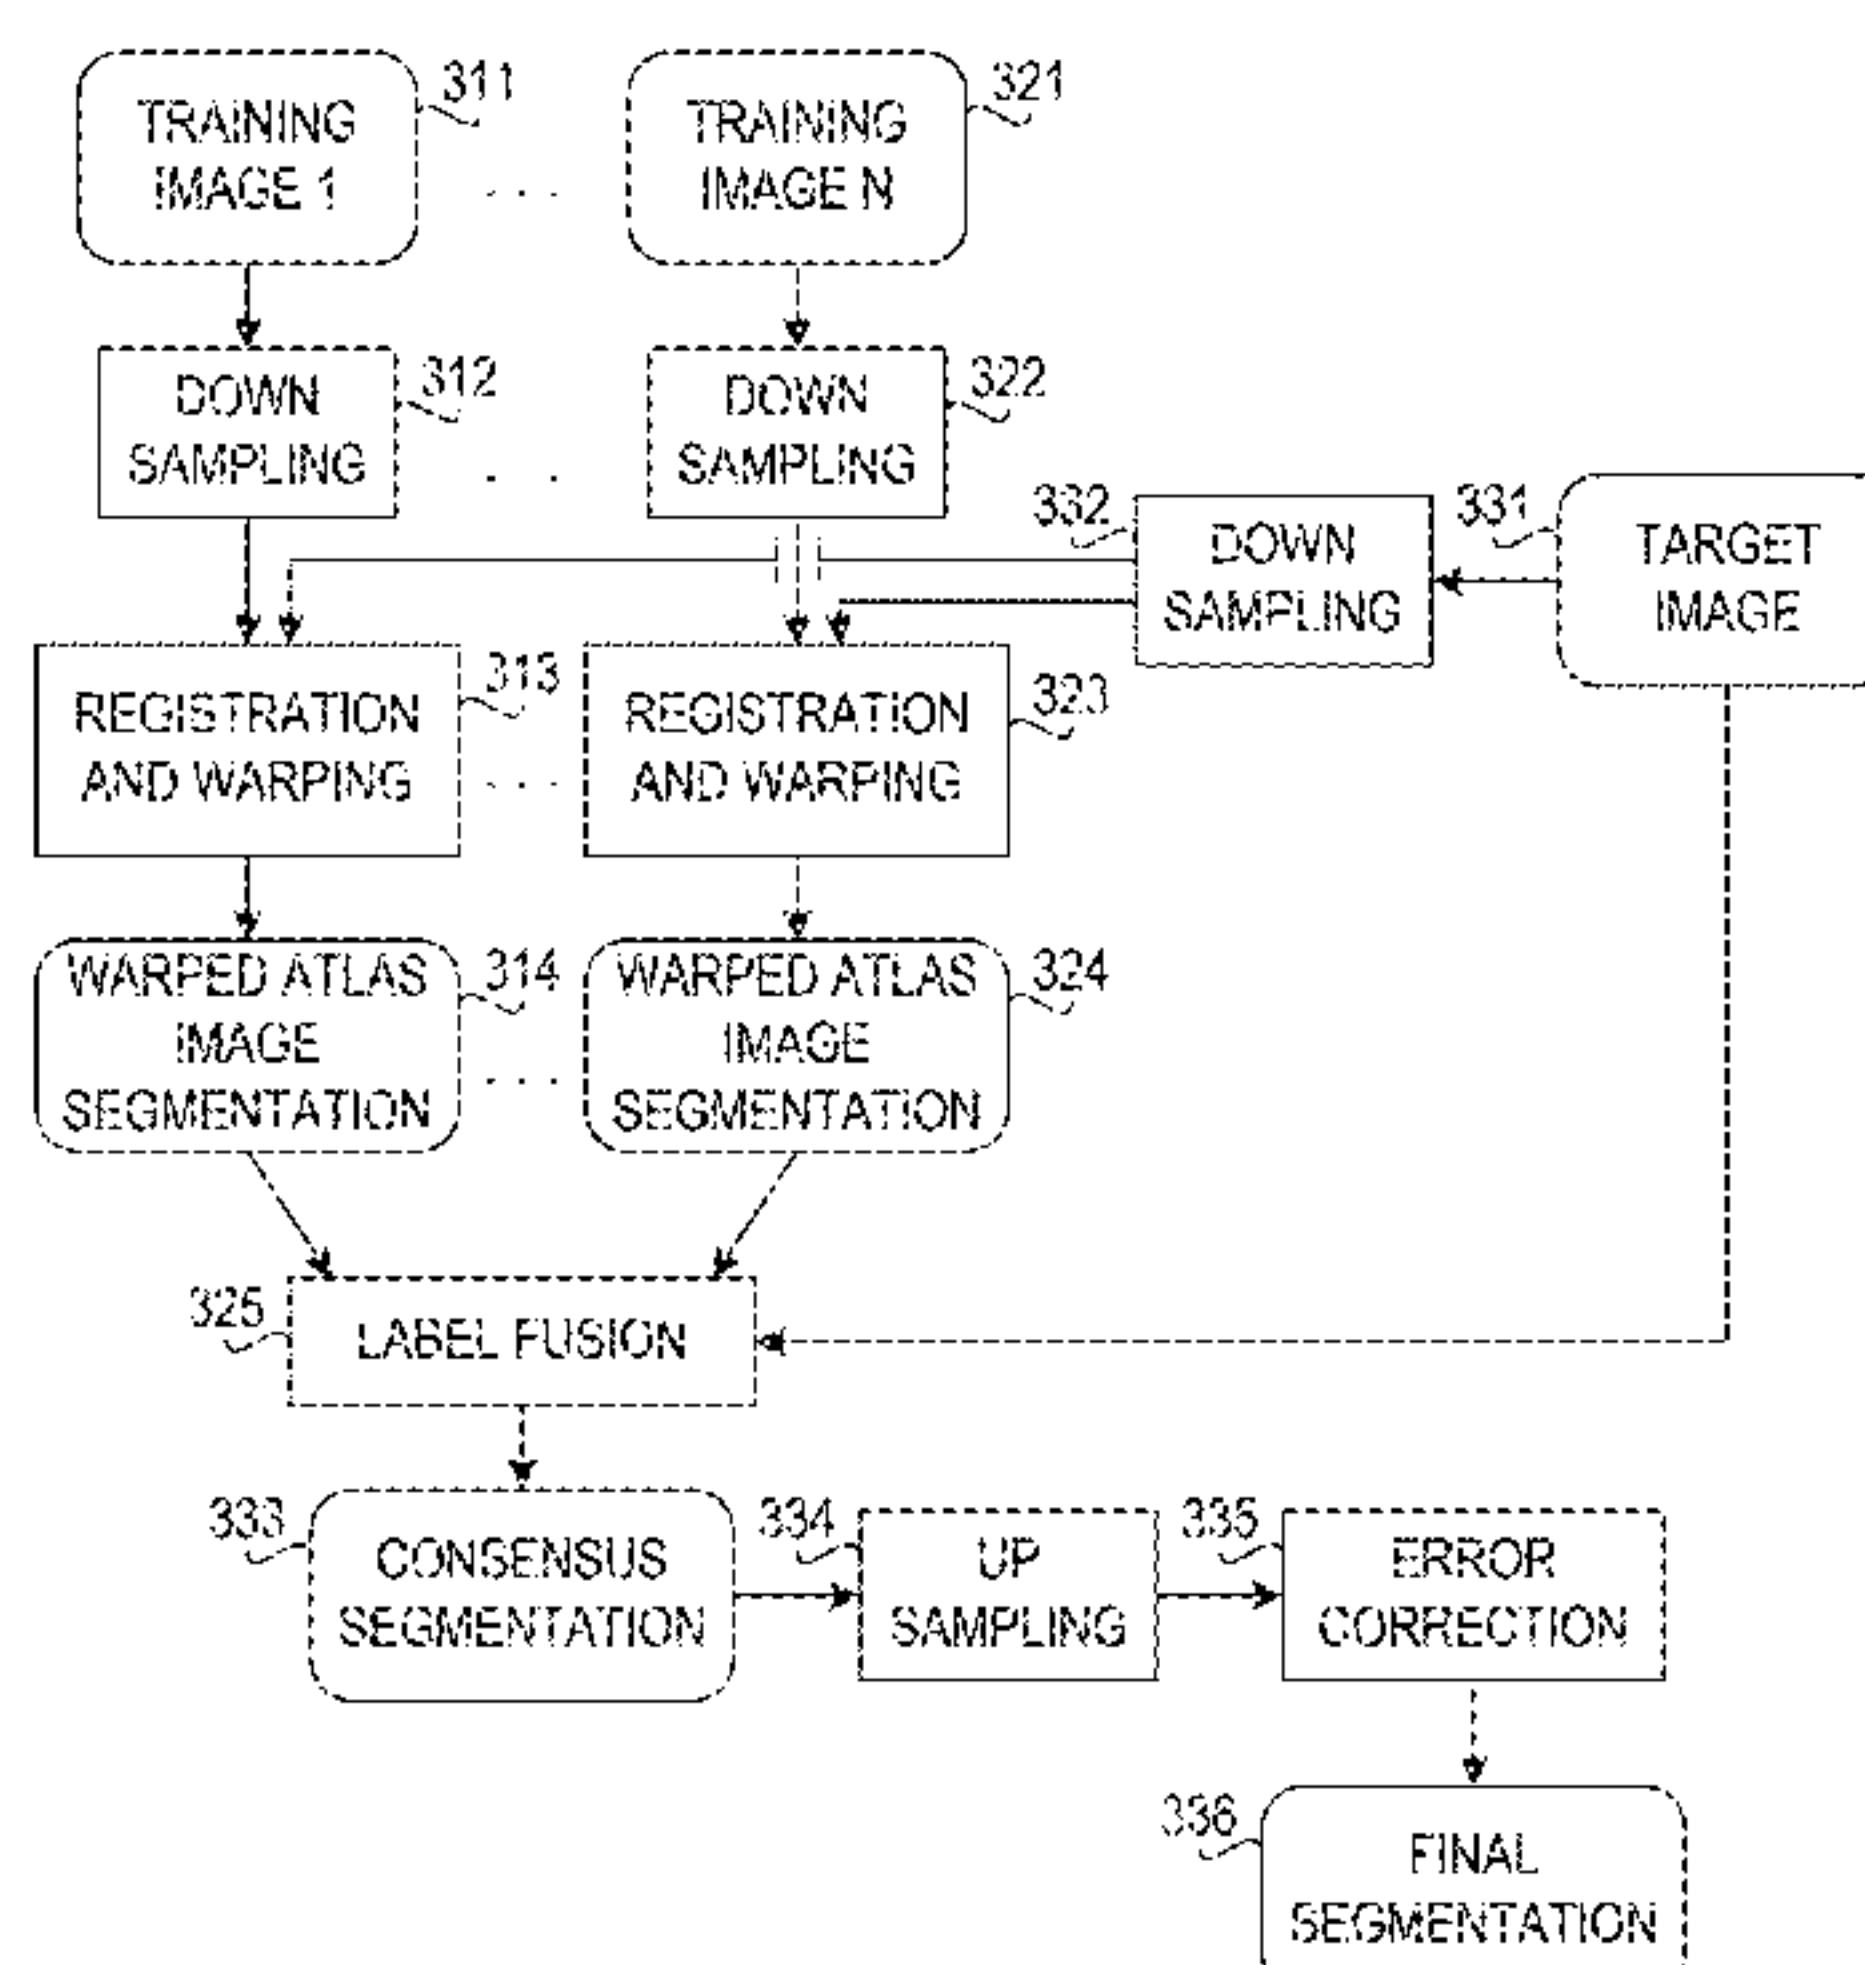 311
TRAINING
IMAGE 1
321
TRAINING
IMAGE N
. . .
312
DOWN
SAMPLING
322
DOWN
SAMPLING
. .
332
DOWN
SAMPLING
331
TARGET
IMAGE
313
REGISTRATION
AND WARPING
. . .
323
REGISTRATION
AND WARPING
314
WARPED ATLAS
IMAGE
SEGMENTATION
. . .
324
WARPED ATLAS
IMAGE
SEGMENTATION
325
LABEL FUSION
333
CONSENSUS
SEGMENTATION
334
UP
SAMPLING
335
ERROR
CORRECTION
336
FINAL
SEGMENTATION